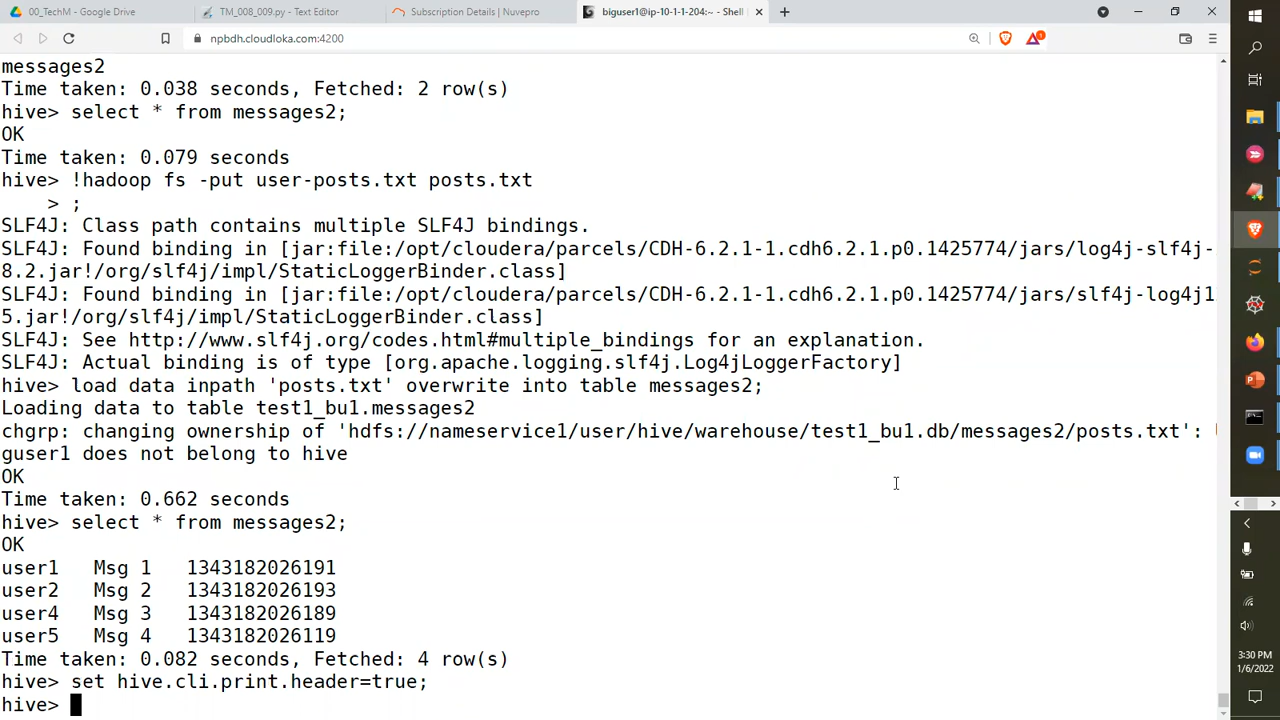 00_TechM - Google Drive
TM_008_009.py - Text Editor
Subscription Details | Nuvepro
biguser1@ip-10-1-1-204:~ - Shell
npbdh.cloudloka.com:4200
messages2
Time taken: 0.038 seconds, Fetched: 2 row(s)
hive> select * from messages2;
OK
Time taken: 0.079 seconds
hive> !hadoop fs -put user-posts.txt posts.txt
    > ;
SLF4J: Class path contains multiple SLF4J bindings.
SLF4J: Found binding in [jar:file:/opt/cloudera/parcels/CDH-6.2.1-1.cdh6.2.1.p0.1425774/jars/log4j-slf4j-
8.2.jar!/org/slf4j/impl/StaticLoggerBinder.class]
SLF4J: Found binding in [jar:file:/opt/cloudera/parcels/CDH-6.2.1-1.cdh6.2.1.p0.1425774/jars/slf4j-log4j1
5.jar!/org/slf4j/impl/StaticLoggerBinder.class]
SLF4J: See http://www.slf4j.org/codes.html#multiple_bindings for an explanation.
SLF4J: Actual binding is of type [org.apache.logging.slf4j.Log4jLoggerFactory]
hive> load data inpath 'posts.txt' overwrite into table messages2;
Loading data to table test1_bu1.messages2
chgrp: changing ownership of 'hdfs://nameservice1/user/hive/warehouse/test1_bu1.db/messages2/posts.txt':
guser1 does not belong to hive
OK
Time taken: 0.662 seconds
hive> select * from messages2;
OK
user1   Msg 1   1343182026191
user2   Msg 2   1343182026193
user4   Msg 3   1343182026189
user5   Msg 4   1343182026119
Time taken: 0.082 seconds, Fetched: 4 row(s)
hive> set hive.cli.print.header=true;
hive>
3:30 PM
1/6/2022